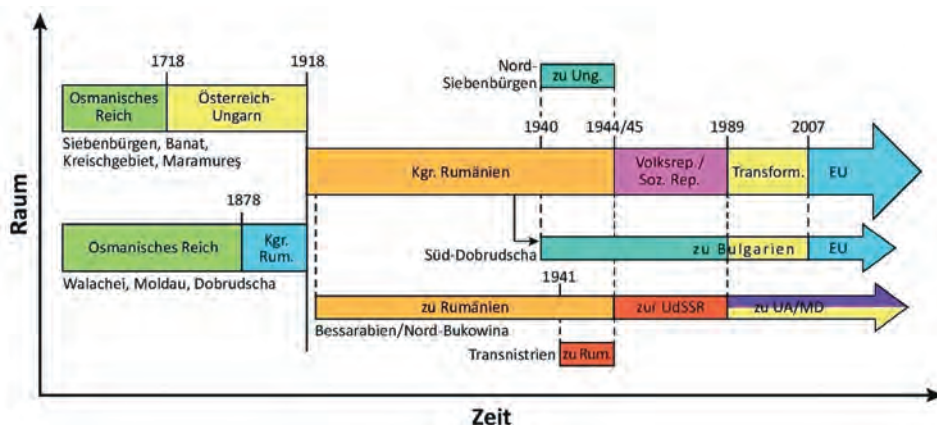 Raum
1718
1918
Osmanisches
Reich
Österreich-
Ungarn
Siebenbürgen, Banat,
Kreischgebiet, Maramureș
1878
Osmanisches Reich
Kgr.
Rum.
Walachei, Moldau, Dobrudscha
Nord-
Siebenbürgen
zu Ung.
1940
1944/45
1989
2007
Kgr. Rumänien
Volksrep./
Soz. Rep.
Transform.
EU
Süd-Dobrudscha
zu Bulgarien
EU
1941
zu Rumänien
zur UdSSR
zu UA/MD
Bessarabien/Nord-Bukowina
Transnistrien
zu Rum.
Zeit